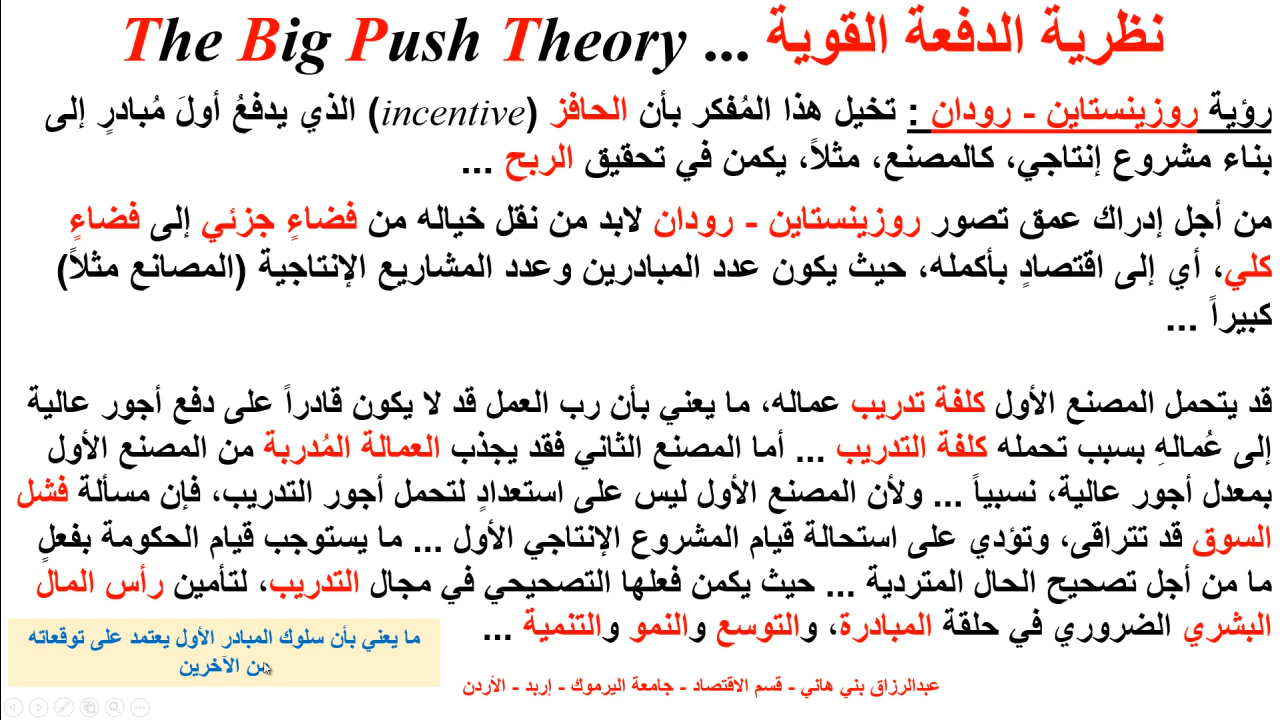 نظرية الدفعة القوية ... The Big Push Theory
رؤية روزينستاين - رودان : تخيل هذا المُفكر بأن الحافز (incentive) الذي يدفعُ أولَ مُبادرٍ إلى
بناء مشروع إنتاجي، كالمصنع، مثلاً، يكمن في تحقيق الربح ...
من أجل إدراك عمق تصور روزينستاين - رودان لابد من نقل خياله من فضاءٍ جزئي إلى فضاءٍ
كلي، أي إلى اقتصادٍ بأكمله، حيث يكون عدد المبادرين وعدد المشاريع الإنتاجية (المصانع مثلاً)
كبيراً ...
قد يتحمل المصنع الأول كلفة تدريب عماله، ما يعني بأن رب العمل قد لا يكون قادراً على دفع أجور عالية
إلى عُمالهِ بسبب تحمله كلفة التدريب ... أما المصنع الثاني فقد يجذب العمالة المُدربة من المصنع الأول
بمعدل أجور عالية، نسبياً ... ولأن المصنع الأول ليس على استعدادٍ لتحمل أجور التدريب، فإن مسألة فشل
السوق قد تتراقى، وتؤدي على استحالة قيام المشروع الإنتاجي الأول ... ما يستوجب قيام الحكومة بفعلٍ
ما من أجل تصحيح الحال المتردية ... حيث يكمن فعلها التصحيحي في مجال التدريب، لتأمين رأس المال
البشري الضروري في حلقة المبادرة، والتوسع والنمو والتنمية ...
ما يعني بأن سلوك المبادر الأول يعتمد على توقعاته
من الآخرين
عبدالرزاق بني هاني - قسم الاقتصاد - جامعة اليرموك - إربد - الأردن